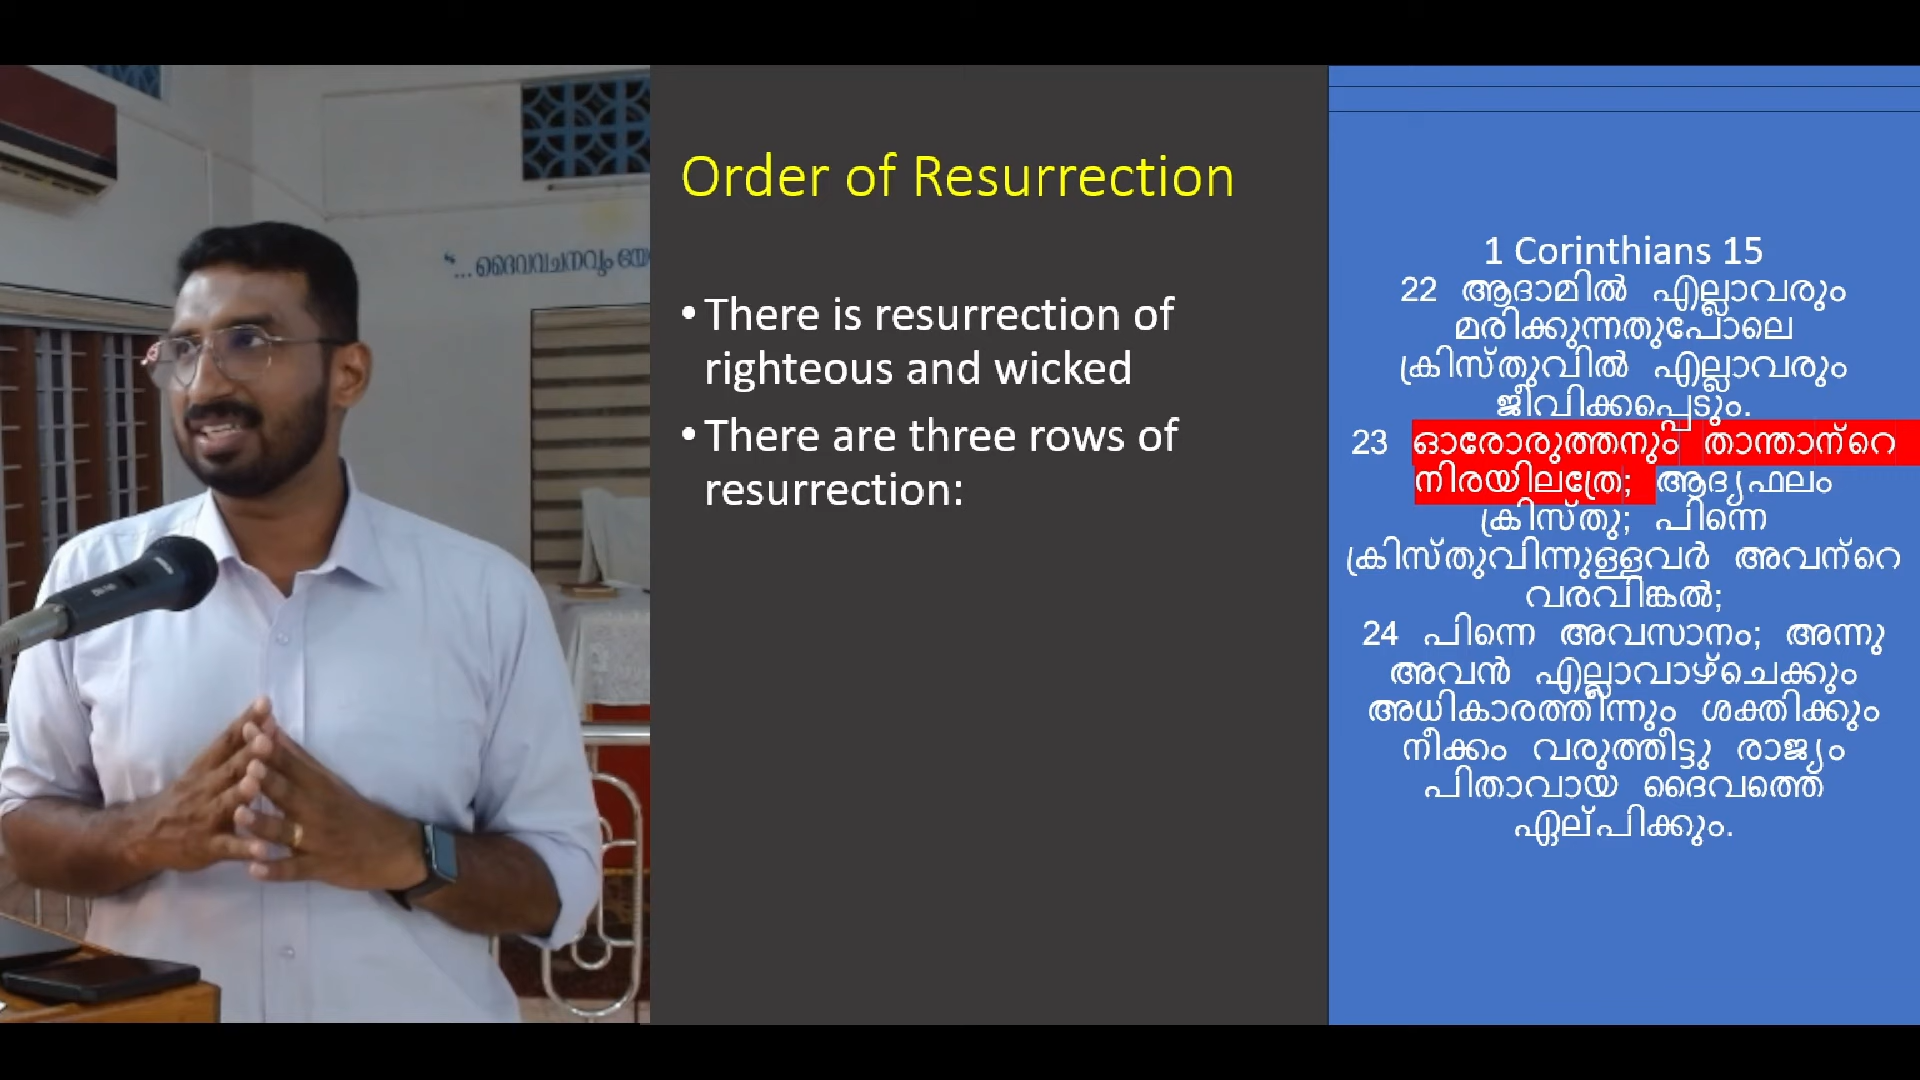 "...ദൈവവചനവും യേ
Order of Resurrection
• There is resurrection of
righteous and wicked
• There are three rows of
resurrection:
1 Corinthians 15
22 ആദാമിൽ എല്ലാവരും
മരിക്കുന്നതുപോലെ
ക്രിസ്തുവിൽ എല്ലാവരും
ജീവിക്കപ്പെടും.
23 ഓരോരുത്തനും താന്താന്റെ
നിരയിലത്രേ; ആദ്യഫലം
ക്രിസ്തു; പിന്നെ
ക്രിസ്തുവിന്നുള്ളവർ അവന്റെ
വരവിങ്കൽ;
24 പിന്നെ അവസാനം; അന്നു
അവൻ എല്ലാവാഴ്ചെക്കും
അധികാരത്തിന്നും ശക്തിക്കും
നീക്കം വരുത്തീട്ടു രാജ്യം
പിതാവായ ദൈവത്തെ
ഏല്പിക്കും.